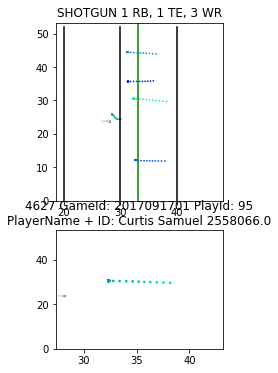 SHOTGUN 1 RB, 1 TE, 3 WR
50
40
30
20
10
0
20 30 40
4627 GameId: 2017091701 PlayId: 95
PlayerName + ID: Curtis Samuel 2558066.0
40
20
0
30 35 40